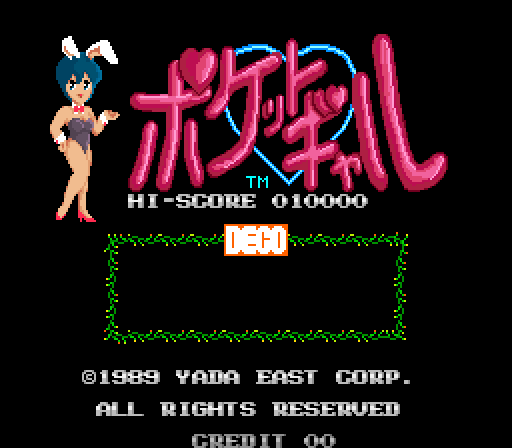 ポケットギャル
TM
HI-SCORE 010000
DECO
©1989 YADA EAST CORP.
ALL RIGHTS RESERVED
CREDIT 00